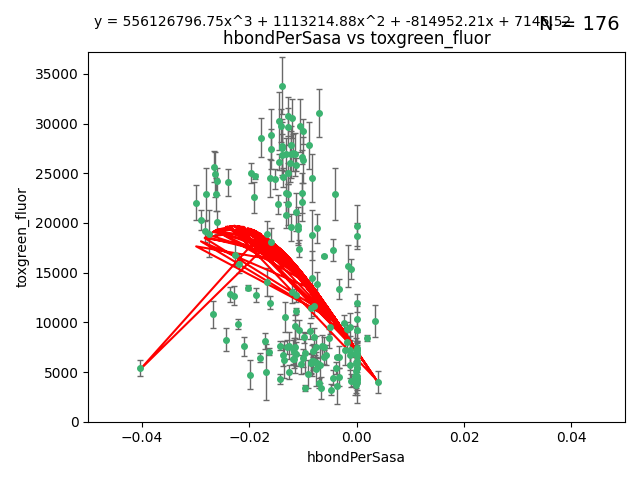 y = 556126796.75x^3 + 1113214.88x^2 + -814952.21x + 7145.52
N = 176
hbondPerSasa vs toxgreen_fluor
35000
30000
25000
20000
15000
10000
5000
0
toxgreen_fluor
−0.04
−0.02
0.00
0.02
0.04
hbondPerSasa